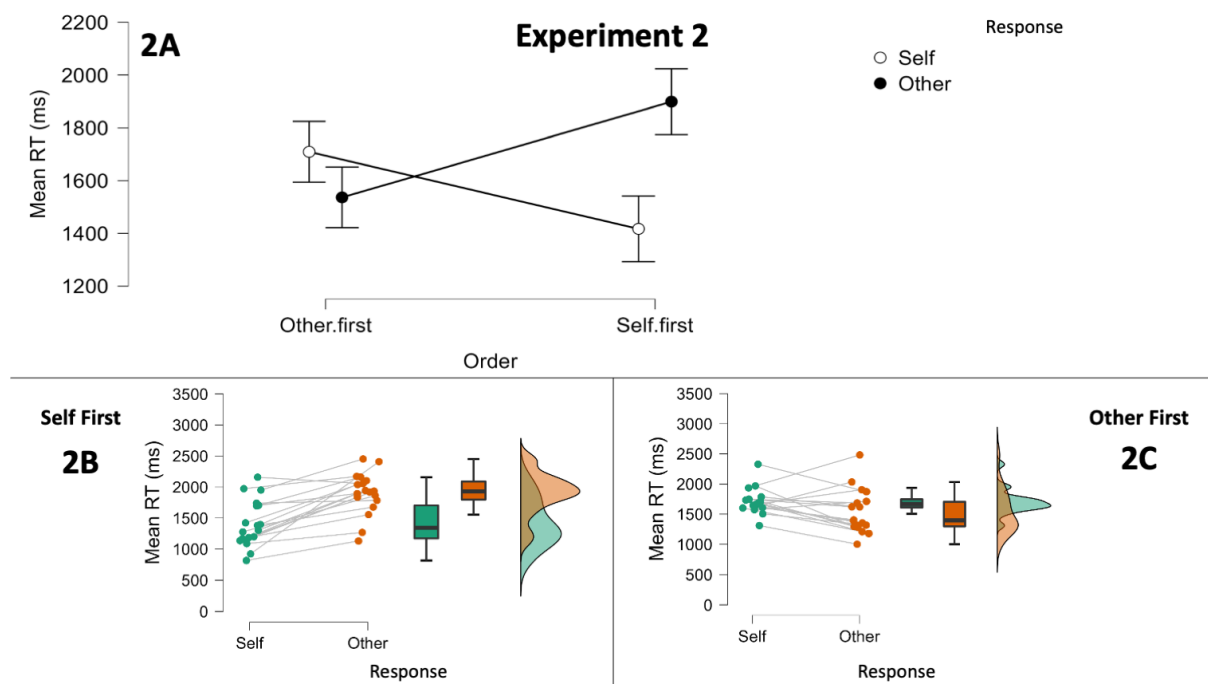 2A
Experiment 2
Response
Self
Other
Mean RT (ms)
2200
2000
1800
1600
1400
1200
Other.first
Self.first
Order
Self First
2B
Mean RT (ms)
3500
3000
2500
2000
1500
1000
500
0
Self
Other
Response
Other First
2C
Mean RT (ms)
3500
3000
2500
2000
1500
1000
500
0
Self
Other
Response